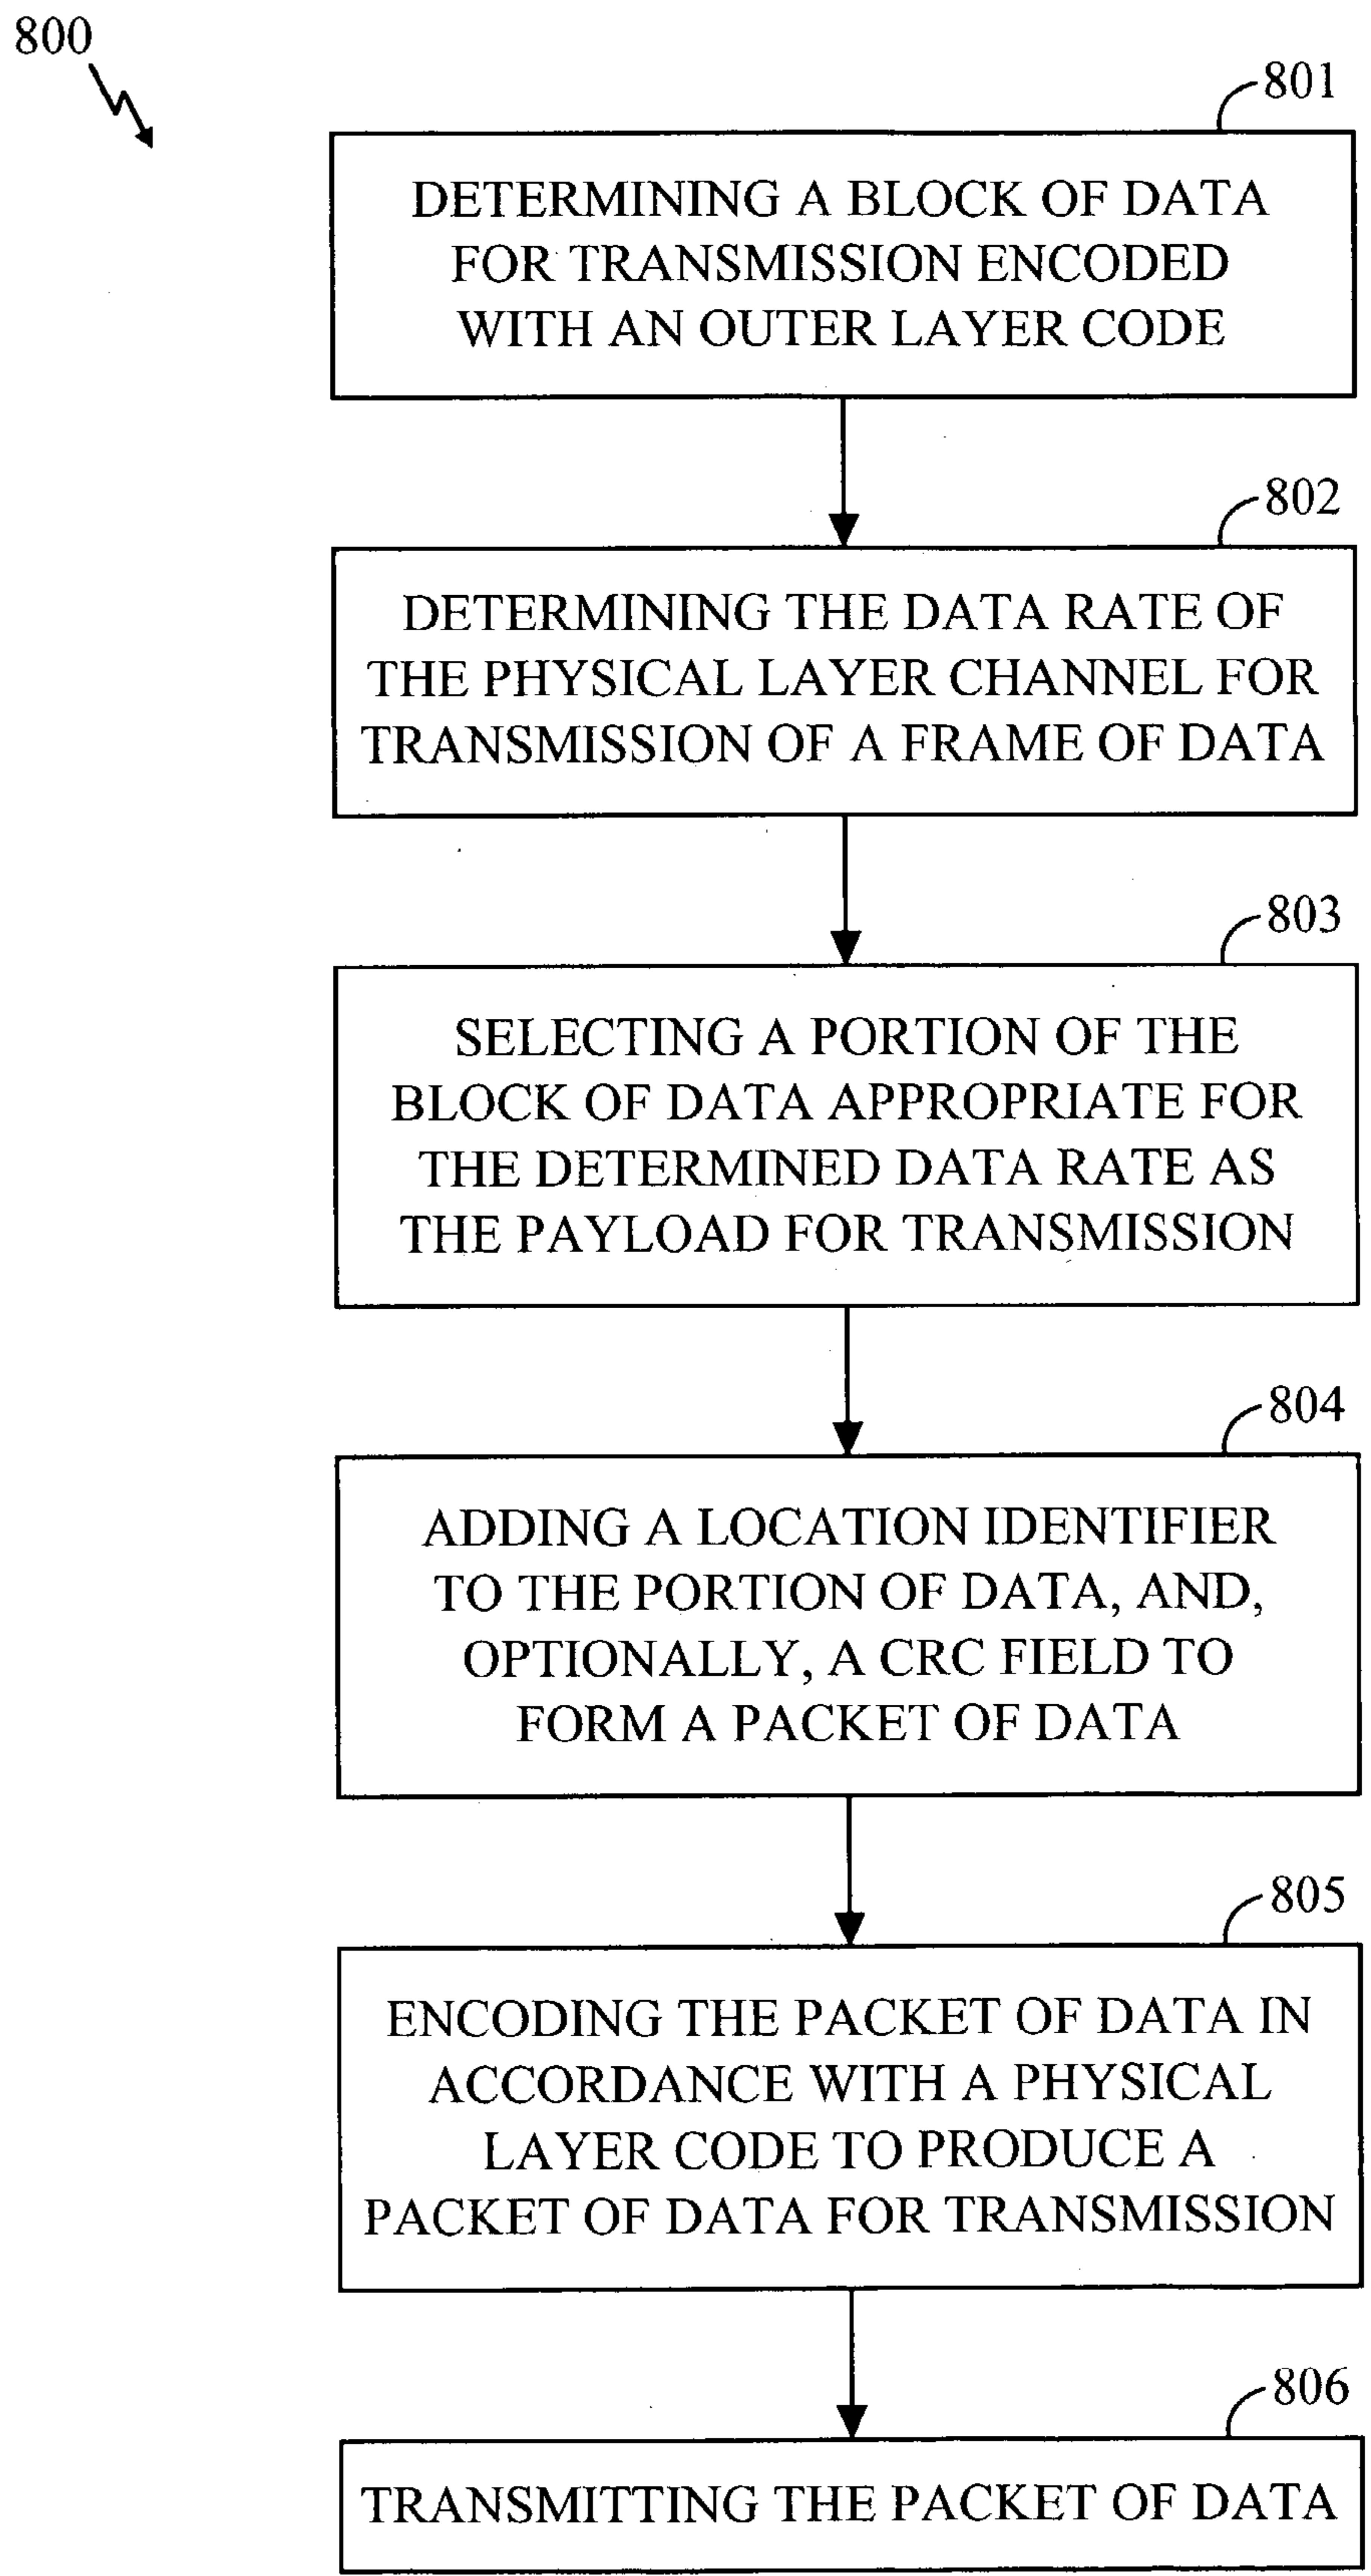 800
801
DETERMINING A BLOCK OF DATA
FOR TRANSMISSION ENCODED
WITH AN OUTER LAYER CODE
802
DETERMINING THE DATA RATE OF
THE PHYSICAL LAYER CHANNEL FOR
TRANSMISSION OF A FRAME OF DATA
803
SELECTING A PORTION OF THE
BLOCK OF DATA APPROPRIATE FOR
THE DETERMINED DATA RATE AS
THE PAYLOAD FOR TRANSMISSION
804
ADDING A LOCATION IDENTIFIER
TO THE PORTION OF DATA, AND,
OPTIONALLY, A CRC FIELD TO
FORM A PACKET OF DATA
805
ENCODING THE PACKET OF DATA IN
ACCORDANCE WITH A PHYSICAL
LAYER CODE TO PRODUCE A
PACKET OF DATA FOR TRANSMISSION
806
TRANSMITTING THE PACKET OF DATA